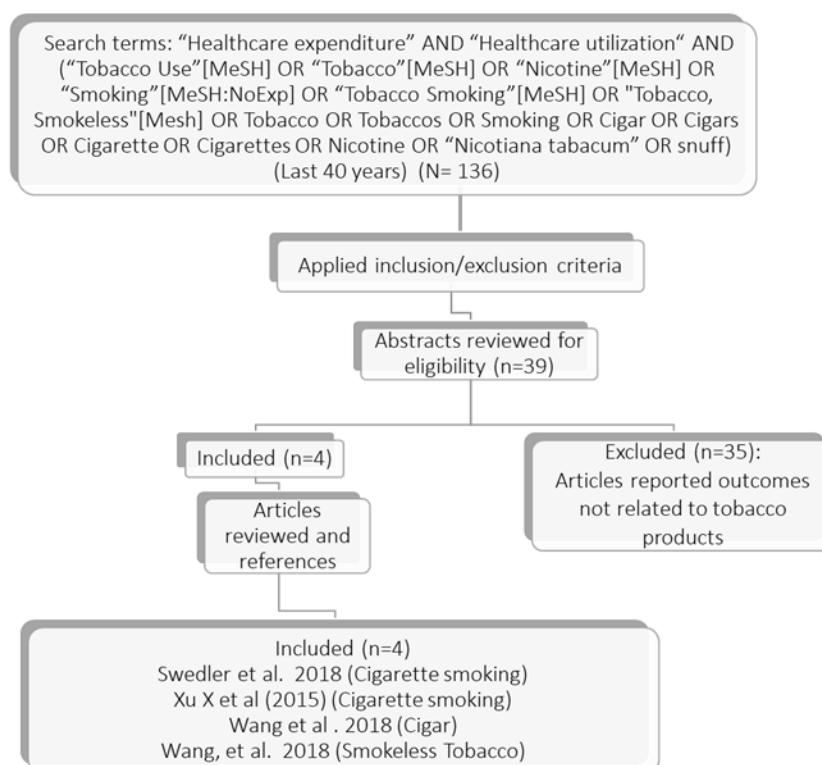 Search terms: “Healthcare expenditure” AND “Healthcare utilization“ AND
(“Tobacco Use”[MeSH] OR “Tobacco”[MeSH] OR “Nicotine”[MeSH] OR
“Smoking”[MeSH:NoExp] OR “Tobacco Smoking”[MeSH] OR "Tobacco,
Smokeless"[Mesh] OR Tobacco OR Tobaccos OR Smoking OR Cigar OR Cigars
OR Cigarette OR Cigarettes OR Nicotine OR “Nicotiana tabacum” OR snuff)
(Last 40 years) (N= 136)
Applied inclusion/exclusion criteria
Abstracts reviewed for
eligibility (n=39)
Included (n=4)
Excluded (n=35):
Articles reported outcomes
not related to tobacco
products
Articles
reviewed and
references
Included (n=4)
Swedler et al. 2018 (Cigarette smoking)
Xu X et al (2015) (Cigarette smoking)
Wang et al . 2018 (Cigar)
Wang, et al. 2018 (Smokeless Tobacco)